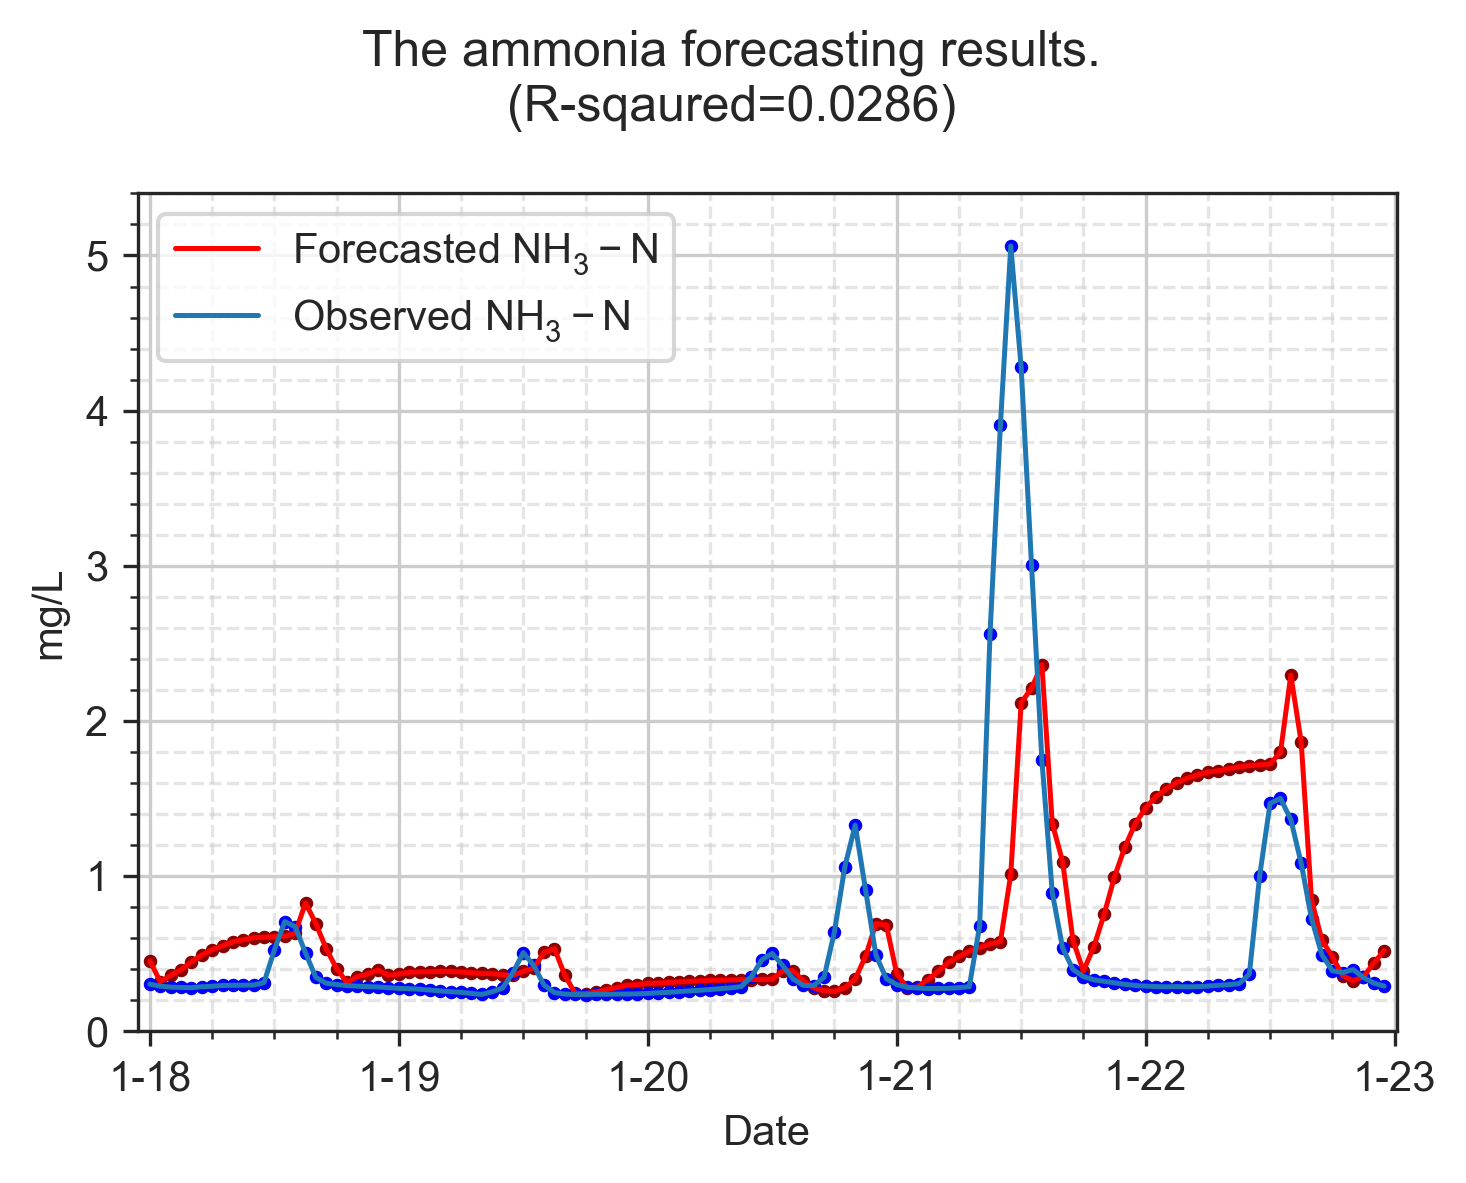 The ammonia forecasting results.
(R-sqaured=0.0286)
Forecasted NH₃ − N
Observed NH₃ − N
5
4
3
2
1
0
mg/L
1-18 1-19 1-20 1-21 1-22 1-23
Date